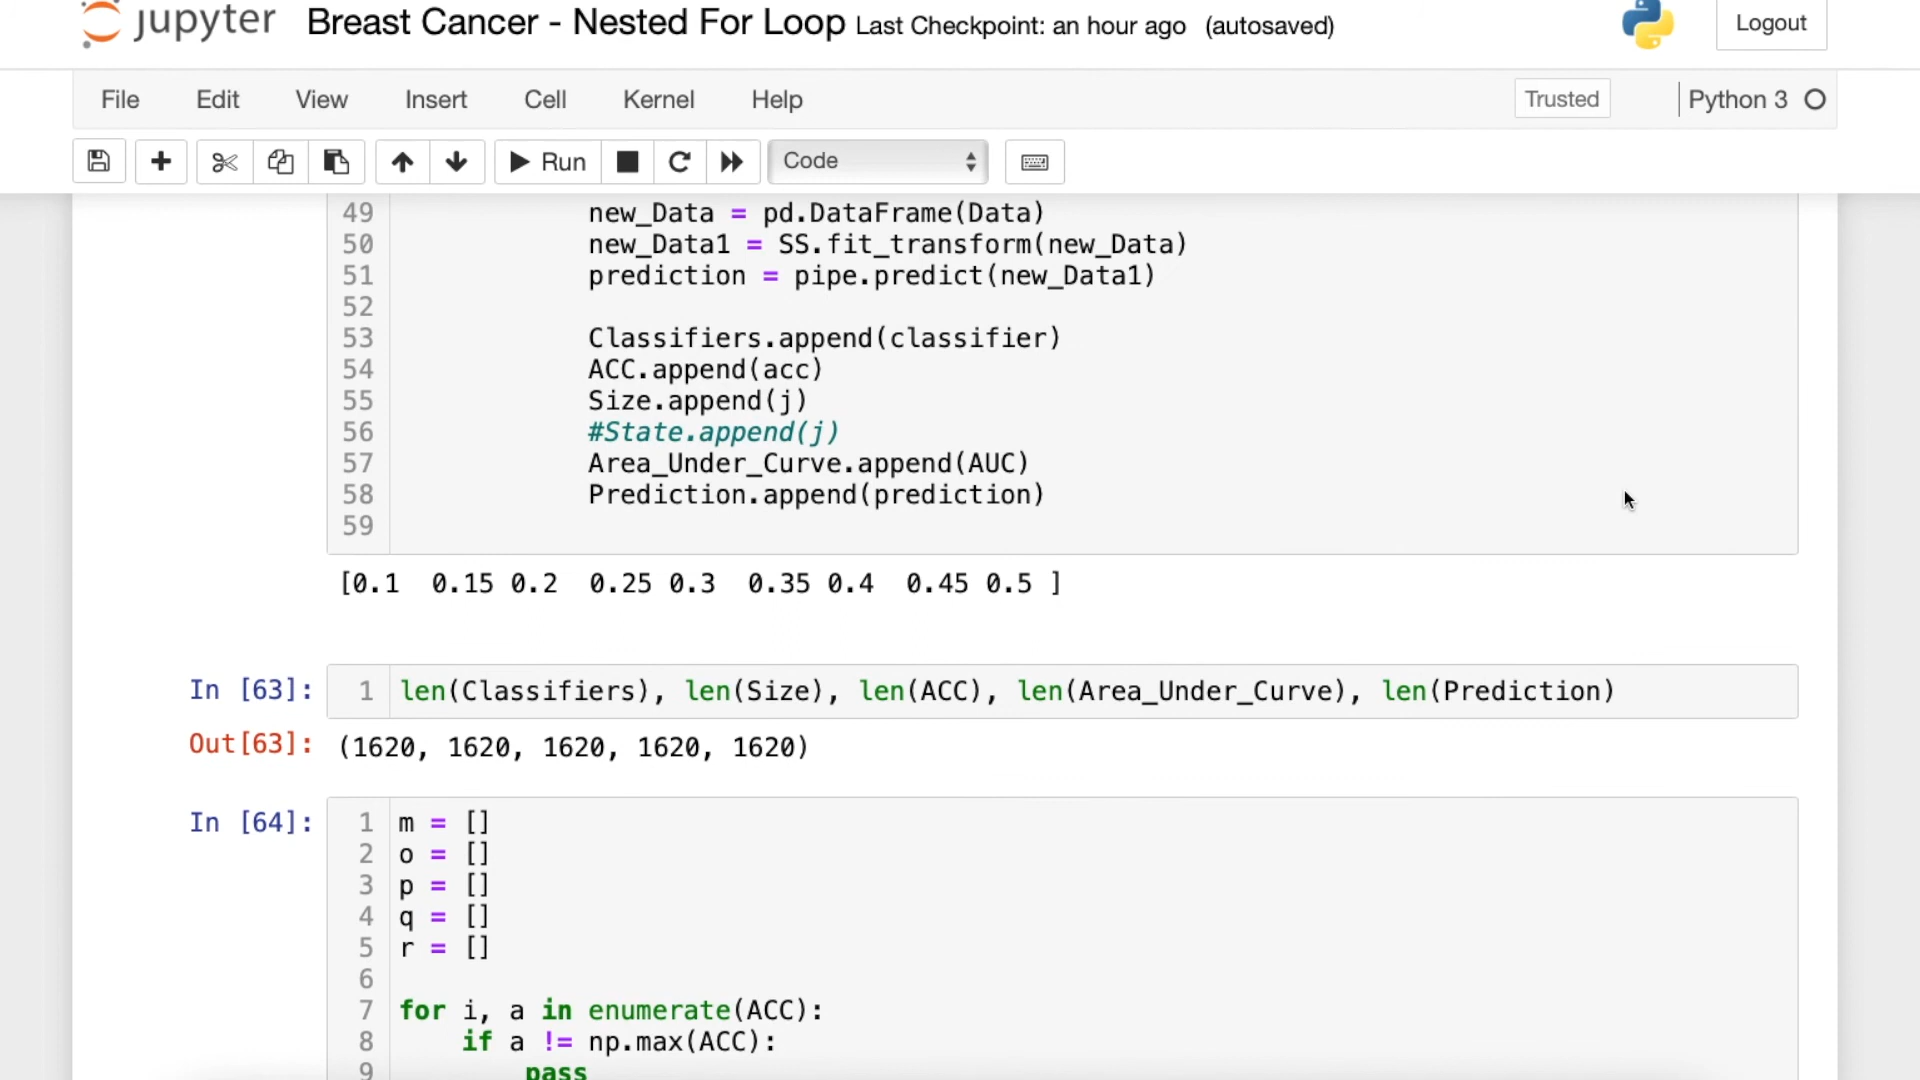 jupyter Breast Cancer - Nested For Loop Last Checkpoint: an hour ago (autosaved) Logout
File Edit View Insert Cell Kernel Help Trusted Python 3
Run Code
49 new_Data = pd.DataFrame(Data)
50 new_Data1 = SS.fit_transform(new_Data)
51 prediction = pipe.predict(new_Data1)
52
53 Classifiers.append(classifier)
54 ACC.append(acc)
55 Size.append(j)
56 #State.append(j)
57 Area_Under_Curve.append(AUC)
58 Prediction.append(prediction)
59
[0.1  0.15 0.2  0.25 0.3  0.35 0.4  0.45 0.5 ]
In [63]: 1 len(Classifiers), len(Size), len(ACC), len(Area_Under_Curve), len(Prediction)
Out[63]: (1620, 1620, 1620, 1620, 1620)
In [64]: 1 m = []
2 o = []
3 p = []
4 q = []
5 r = []
6
7 for i, a in enumerate(ACC):
8 if a != np.max(ACC):
9 pass